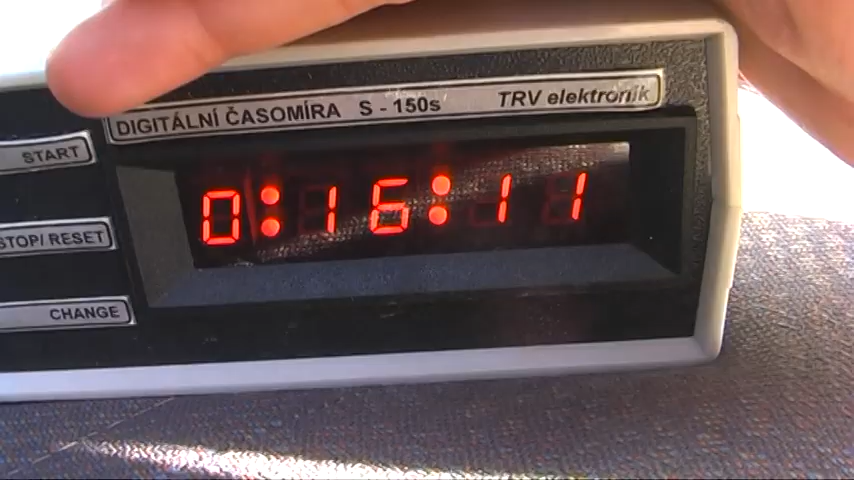 DIGITÁLNÍ ČASOMÍRA S - 150s TRV elektronik
START
0:16:11
STOP/RESET
CHANGE